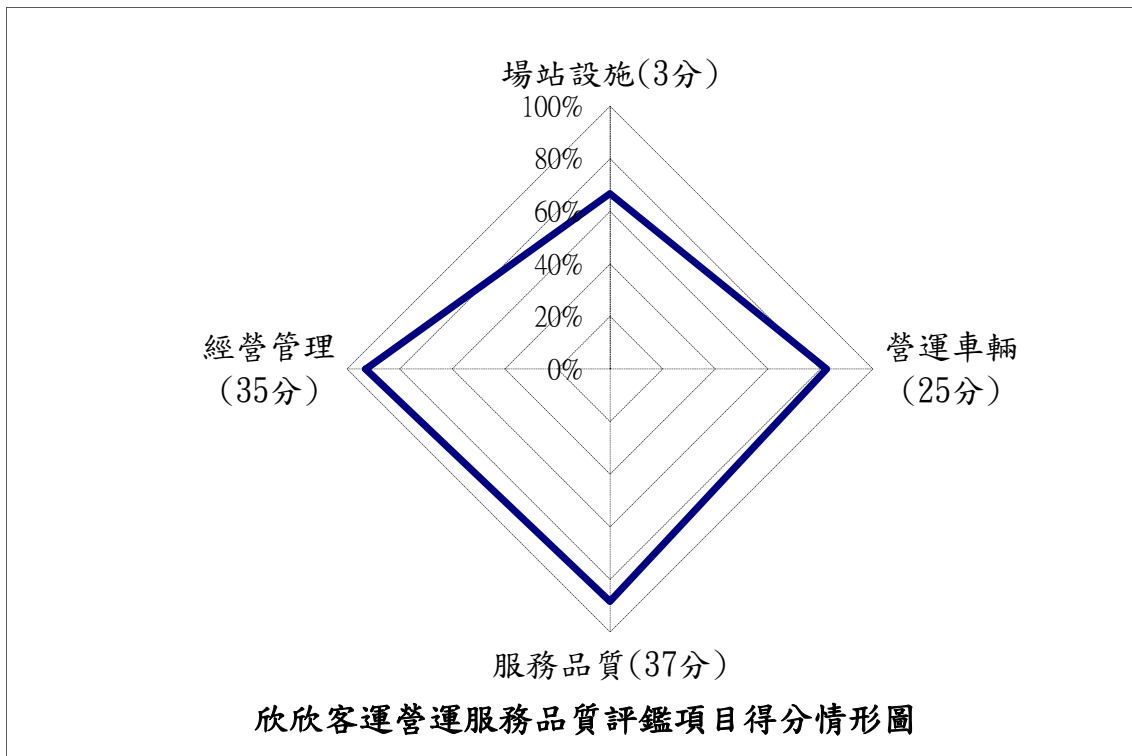 場站設施(3分)
100%
80%
60%
40%
20%
0%
經營管理
(35分)
營運車輛
(25分)
服務品質(37分)
欣欣客運營運服務品質評鑑項目得分情形圖